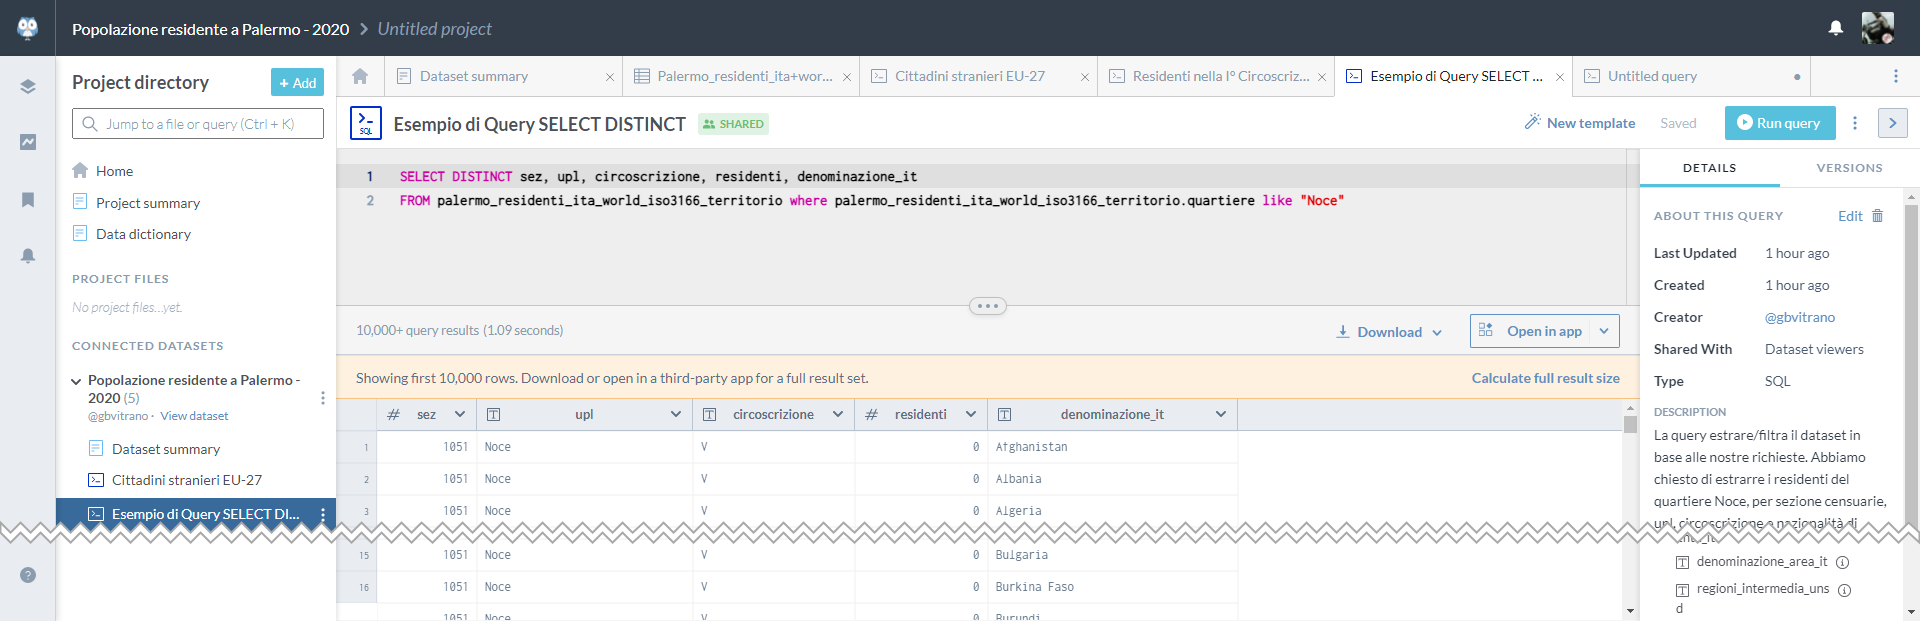 Popolazione residente a Palermo - 2020 > Untitled project
Project directory
+ Add
Jump to a file or query (Ctrl + K)
Home
Project summary
Data dictionary
PROJECT FILES
No project files...yet.
CONNECTED DATASETS
Popolazione residente a Palermo -
2020 (5)
@gbvitrano · View dataset
Dataset summary
Cittadini stranieri EU-27
Esempio di Query SELECT DI...
Dataset summary
Palermo_residenti_ita+wor...
Cittadini stranieri EU-27
Residenti nella I° Circoscriz...
Esempio di Query SELECT ...
Untitled query
SQL
Esempio di Query SELECT DISTINCT
SHARED
New template
Saved
Run query
1 SELECT DISTINCT sez, upl, circoscrizione, residenti, denominazione_it
2 FROM palermo_residenti_ita_world_iso3166_territorio where palermo_residenti_ita_world_iso3166_territorio.quartiere like "Noce"
10,000+ query results (1.09 seconds)
Download
Open in app
Showing first 10,000 rows. Download or open in a third-party app for a full result set.
Calculate full result size
# sez T upl T circoscrizione # residenti T denominazione_it
1 1051 Noce V 0 Afghanistan
2 1051 Noce V 0 Albania
3 1051 Noce V 0 Algeria
15 1051 Noce V 0 Bulgaria
16 1051 Noce V 0 Burkina Faso
1051 Noce V 0 Burundi
DETAILS
VERSIONS
ABOUT THIS QUERY
Edit
Last Updated 1 hour ago
Created 1 hour ago
Creator @gbvitrano
Shared With Dataset viewers
Type SQL
DESCRIPTION
La query estrare/filtra il dataset in
base alle nostre richieste. Abbiamo
chiesto di estrarre i residenti del
quartiere Noce, per sezione censuarie,
upl, circoscrizione e nazionalità di
T denominazione_area_it
T regioni_intermedia_uns
d